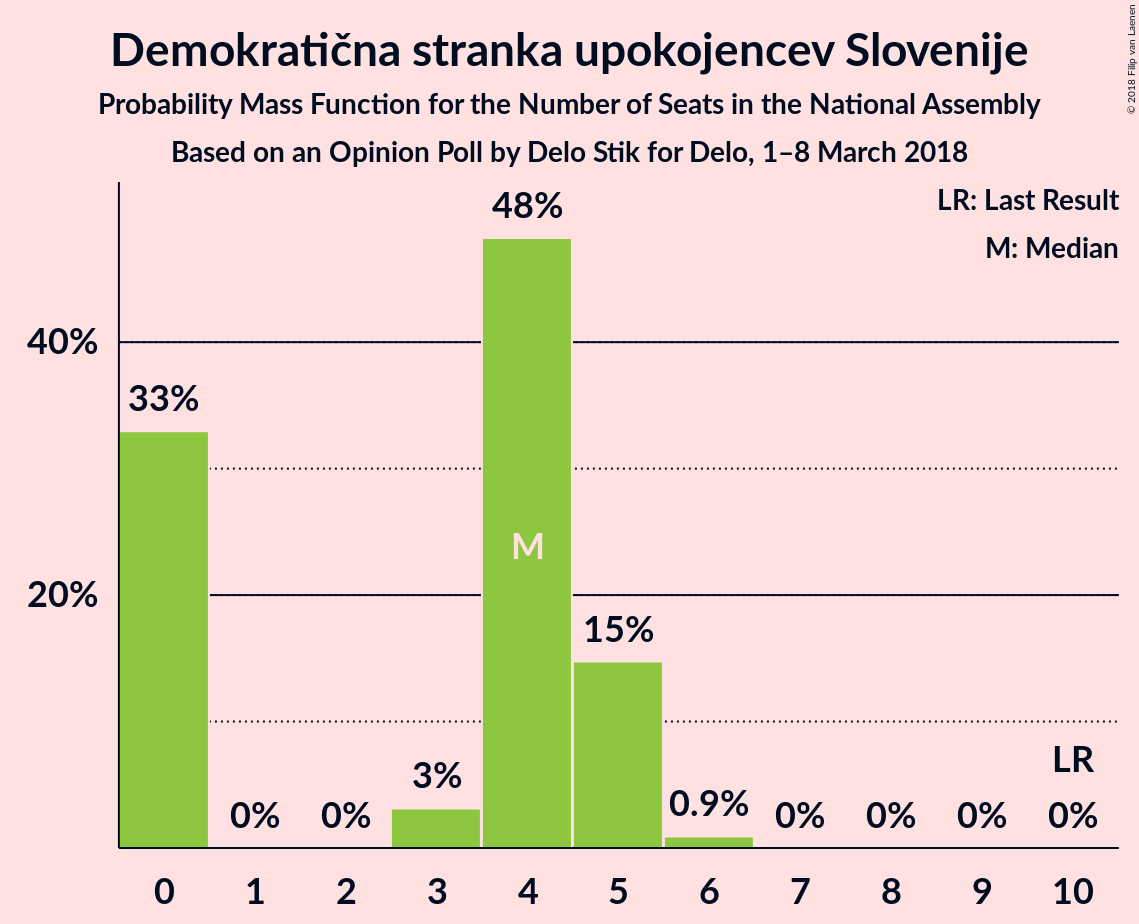 Demokratična stranka upokojencev Slovenije
Probability Mass Function for the Number of Seats in the National Assembly
Based on an Opinion Poll by Delo Stik for Delo, 1–8 March 2018
© 2018 Filip van Laenen
LR: Last Result
M: Median
48%
40%
33%
M
20%
15%
LR
3%
0.9%
0% 0% 0% 0% 0% 0%
0 1 2 3 4 5 6 7 8 9 10